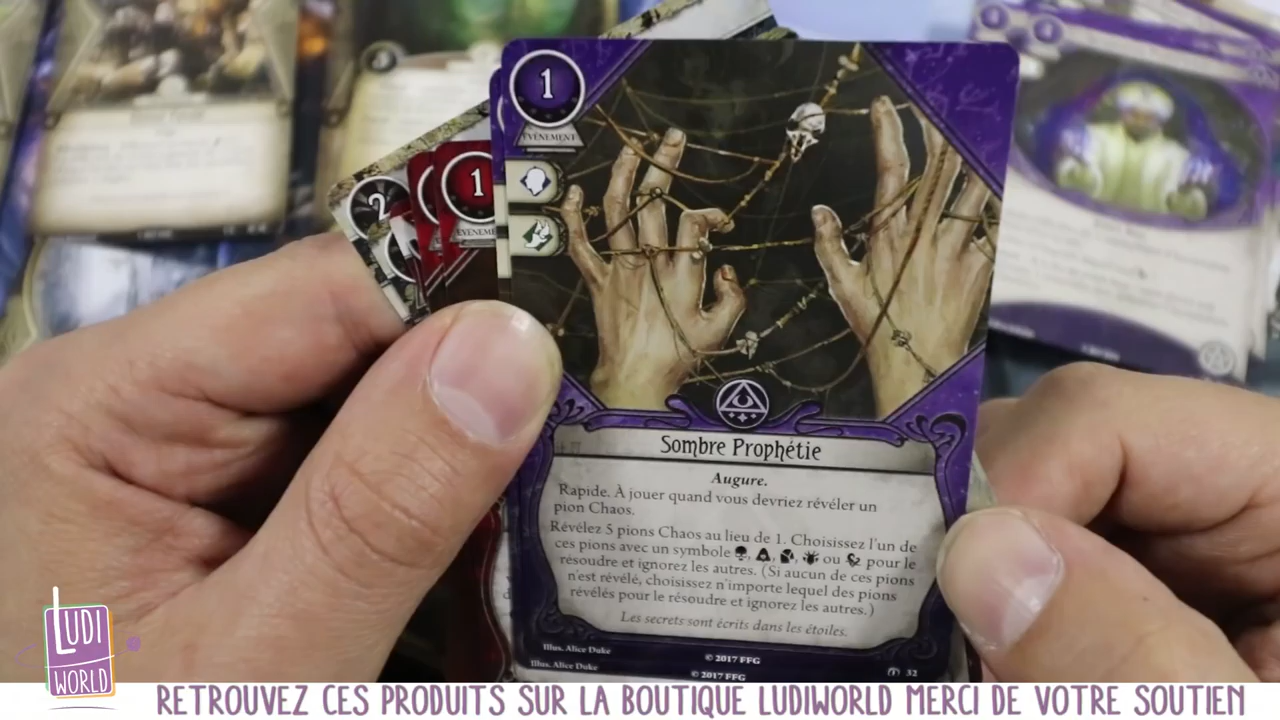 1
ÉVÉNEMENT
2
1
Sombre Prophétie
Augure.
Rapide. À jouer quand vous devriez révéler un
pion Chaos.
Révélez 5 pions Chaos au lieu de 1. Choisissez l'un de
ces pions avec un symbole , , , ou pour le
résoudre et ignorez les autres. (Si aucun de ces pions
n'est révélé, choisissez n'importe lequel des pions
révélés pour le résoudre et ignorez les autres.)
Les secrets sont écrits dans les étoiles.
Illus. Alice Duke
© 2017 FFG
32
Illus. Alice Duke
© 2017 FFG
LUDI
WORLD
RETROUVEZ CES PRODUITS SUR LA BOUTIQUE LUDIWORLD MERCI DE VOTRE SOUTIEN